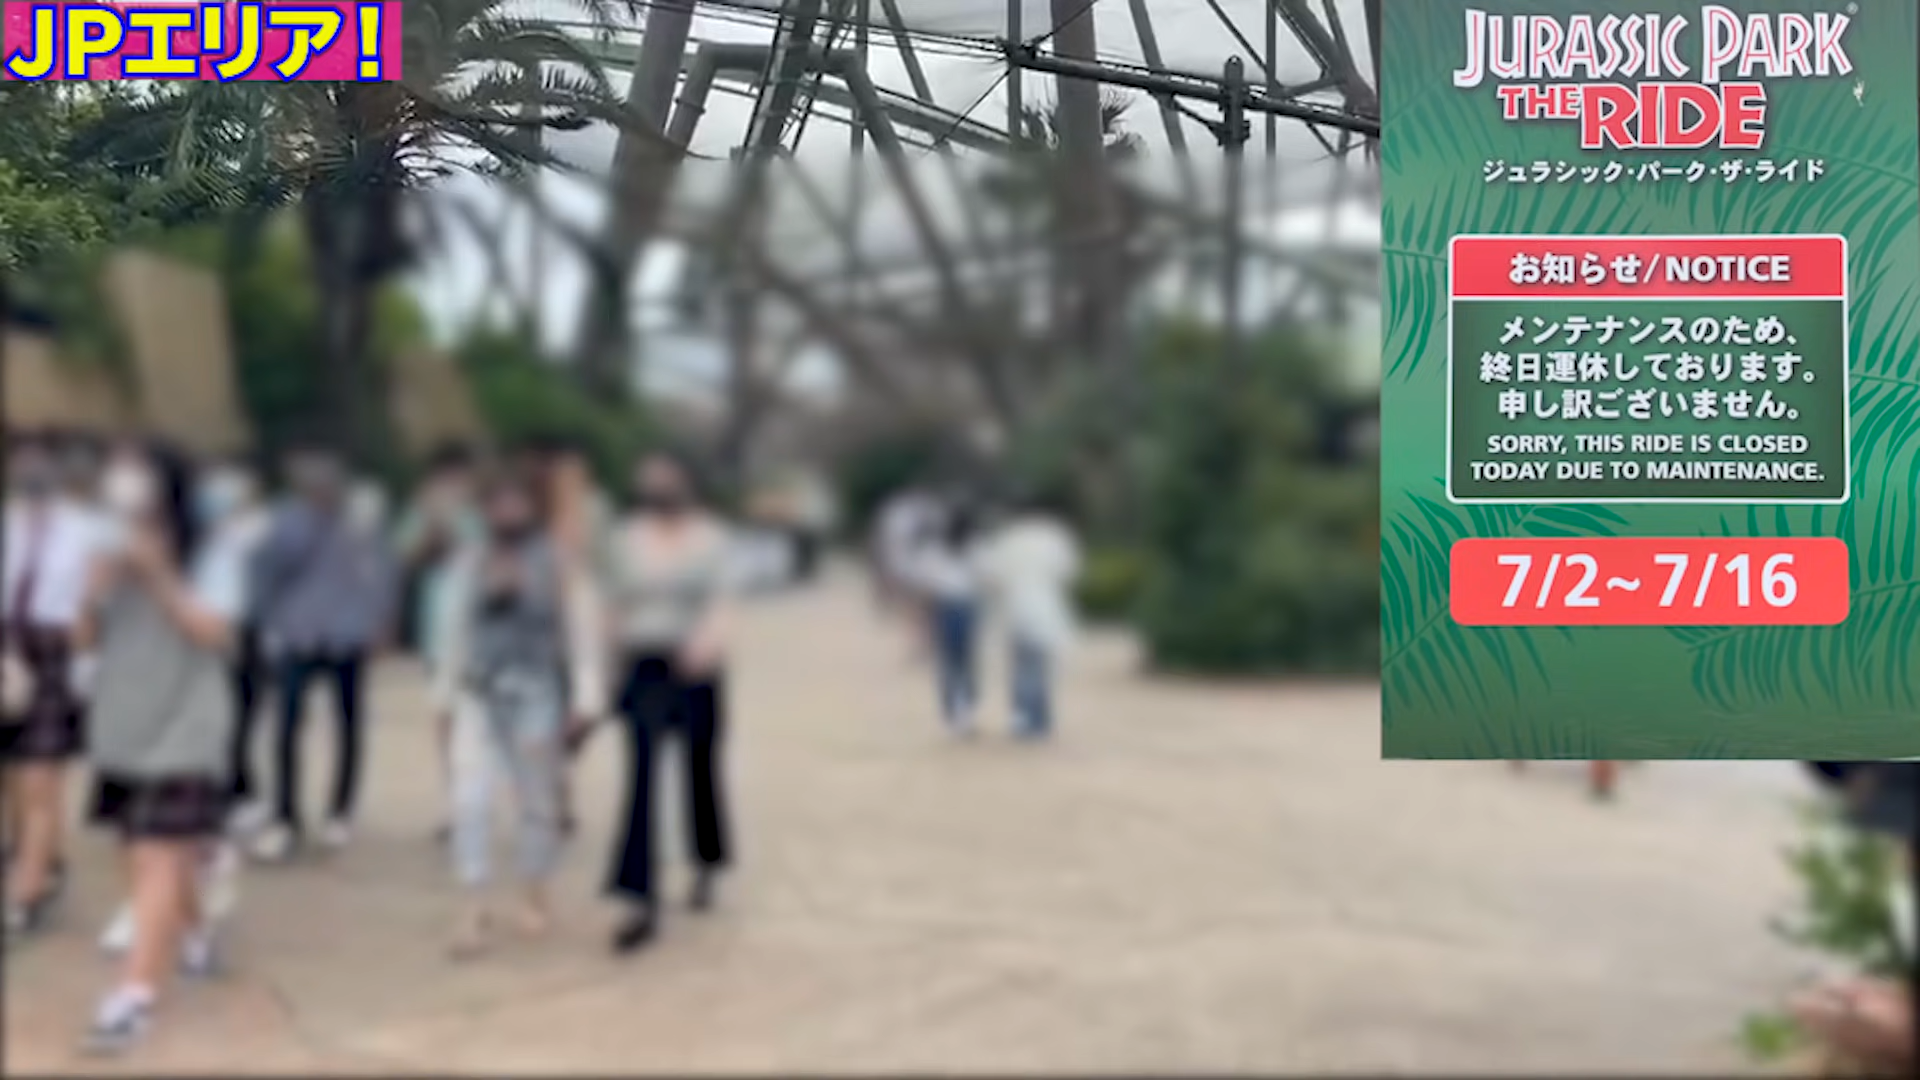 JPエリア！
JURASSIC PARK®
THE RIDE
ジュラシック・パーク・ザ・ライド
お知らせ/NOTICE
メンテナンスのため、
終日運休しております。
申し訳ございません。
SORRY, THIS RIDE IS CLOSED
TODAY DUE TO MAINTENANCE.
7/2~7/16